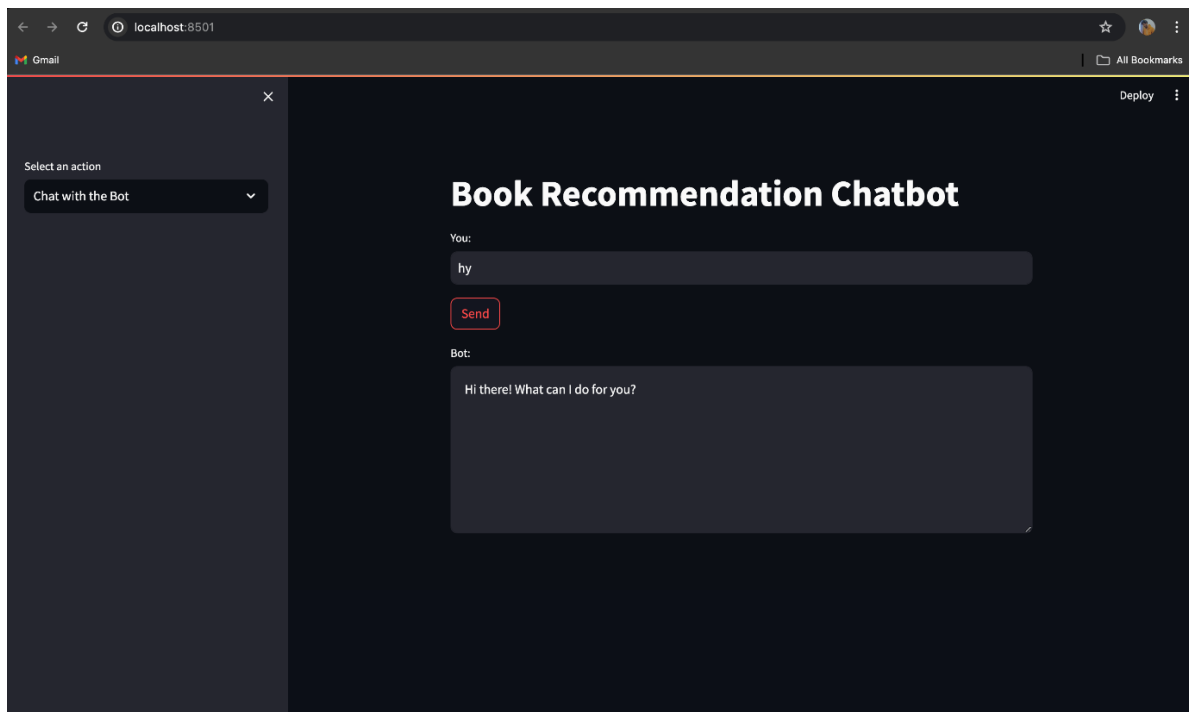 localhost:8501
Gmail
All Bookmarks
Deploy
Select an action
Chat with the Bot
Book Recommendation Chatbot
You:
hy
Send
Bot:
Hi there! What can I do for you?